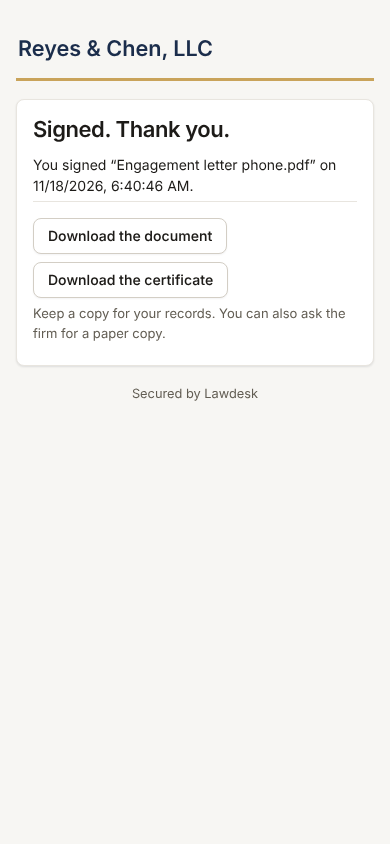 Reyes & Chen, LLC
Signed. Thank you.
You signed “Engagement letter phone.pdf” on
11/18/2026, 6:40:46 AM.
Download the document
Download the certificate
Keep a copy for your records. You can also ask the
firm for a paper copy.
Secured by Lawdesk